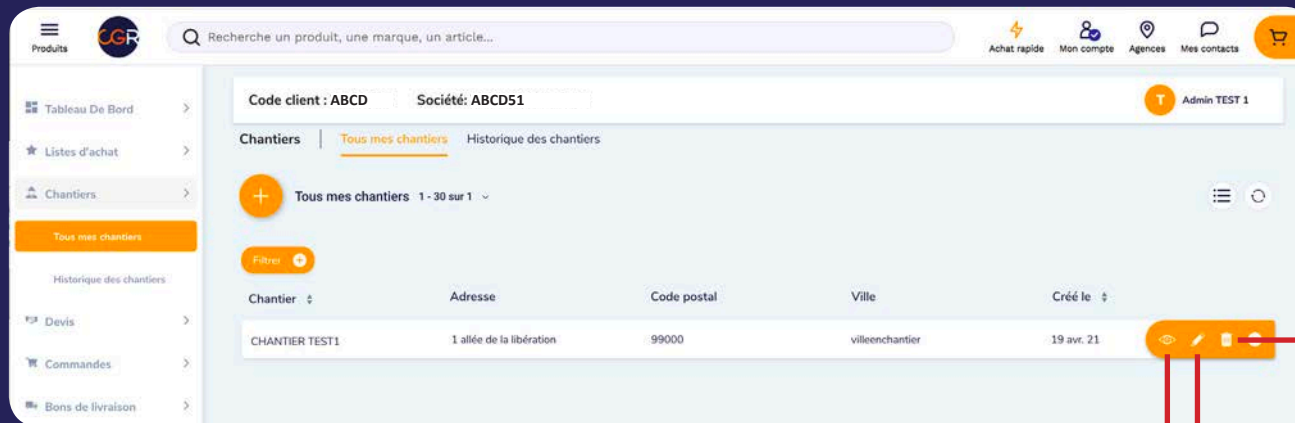 Produits
CGR
Recherche un produit, une marque, un article...
Achat rapide
Mon compte
Agences
Mes contacts
Tableau De Bord
Listes d'achat
Chantiers
Tous mes chantiers
Historique des chantiers
Devis
Commandes
Bons de livraison
Code client : ABCD Société: ABCD51
T Admin TEST 1
Chantiers | Tous mes chantiers Historique des chantiers
Tous mes chantiers 1 - 30 sur 1
Filtrer
Chantier Adresse Code postal Ville Créé le
CHANTIER TEST1 1 allée de la libération 99000 villeenchantier 19 avr. 21